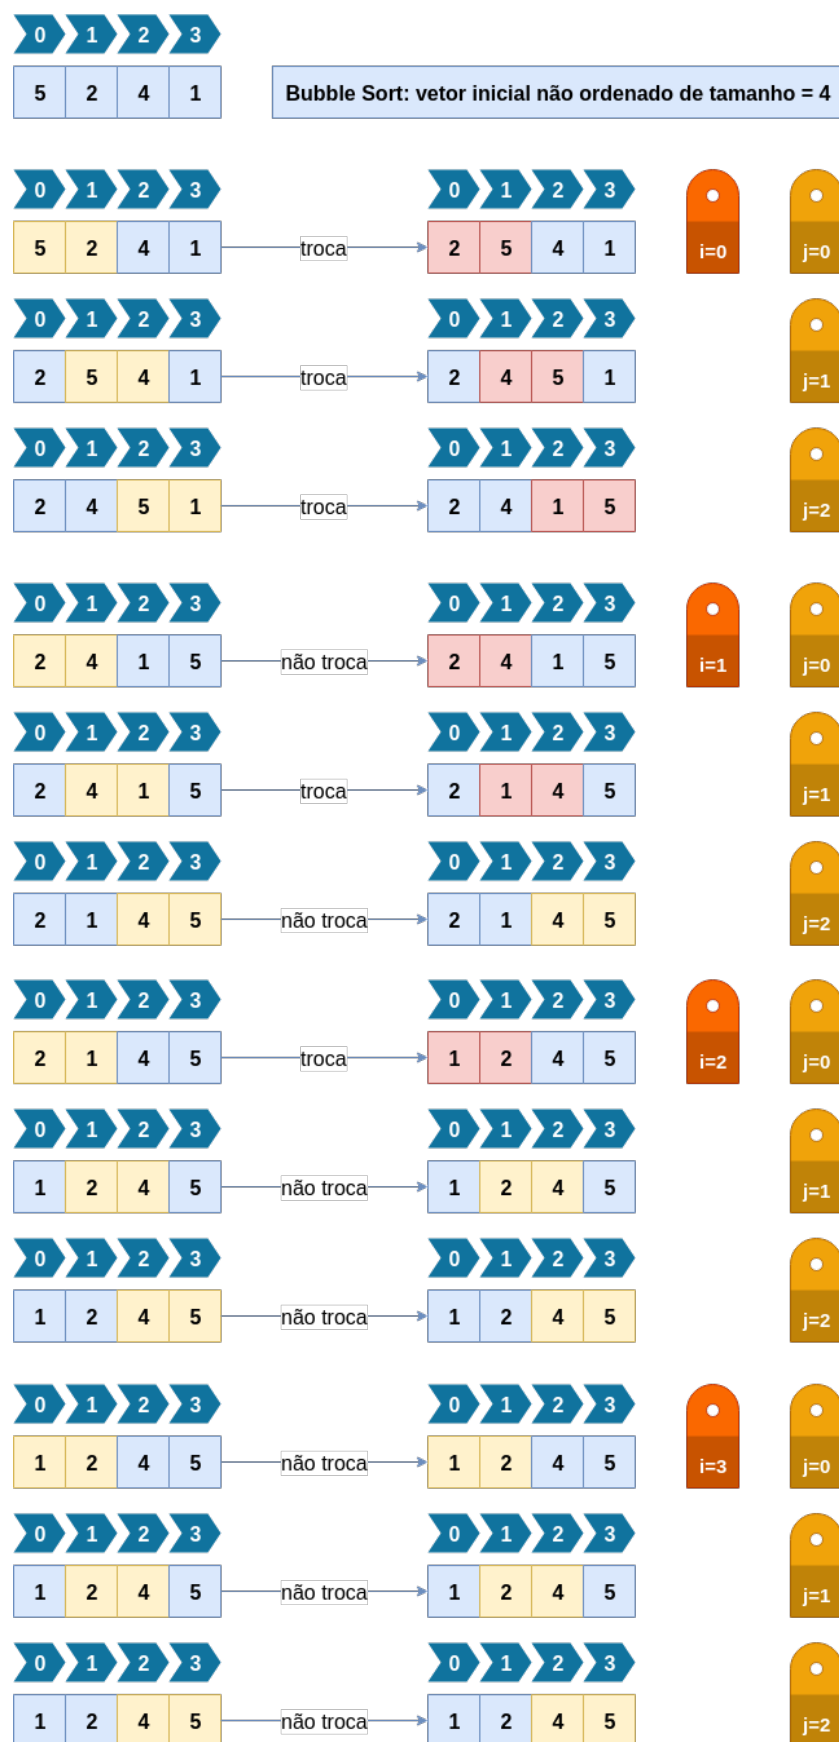 0 1 2 3
5 2 4 1
Bubble Sort: vetor inicial não ordenado de tamanho = 4
0 1 2 3 0 1 2 3
5 2 4 1 troca 2 5 4 1 i=0 j=0
0 1 2 3 0 1 2 3
2 5 4 1 troca 2 4 5 1 j=1
0 1 2 3 0 1 2 3
2 4 5 1 troca 2 4 1 5 j=2
0 1 2 3 0 1 2 3
2 4 1 5 não troca 2 4 1 5 i=1 j=0
0 1 2 3 0 1 2 3
2 4 1 5 troca 2 1 4 5 j=1
0 1 2 3 0 1 2 3
2 1 4 5 não troca 2 1 4 5 j=2
0 1 2 3 0 1 2 3
2 1 4 5 troca 1 2 4 5 i=2 j=0
0 1 2 3 0 1 2 3
1 2 4 5 não troca 1 2 4 5 j=1
0 1 2 3 0 1 2 3
1 2 4 5 não troca 1 2 4 5 j=2
0 1 2 3 0 1 2 3
1 2 4 5 não troca 1 2 4 5 i=3 j=0
0 1 2 3 0 1 2 3
1 2 4 5 não troca 1 2 4 5 j=1
0 1 2 3 0 1 2 3
1 2 4 5 não troca 1 2 4 5 j=2